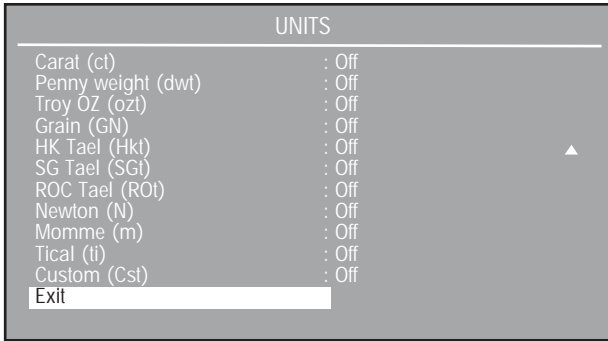 UNITS
Carat (ct) : Off
Penny weight (dwt) : Off
Troy OZ (ozt) : Off
Grain (GN) : Off
HK Tael (Hkt) : Off
SG Tael (SGt) : Off
ROC Tael (ROt) : Off
Newton (N) : Off
Momme (m) : Off
Tical (ti) : Off
Custom (Cst) : Off
Exit